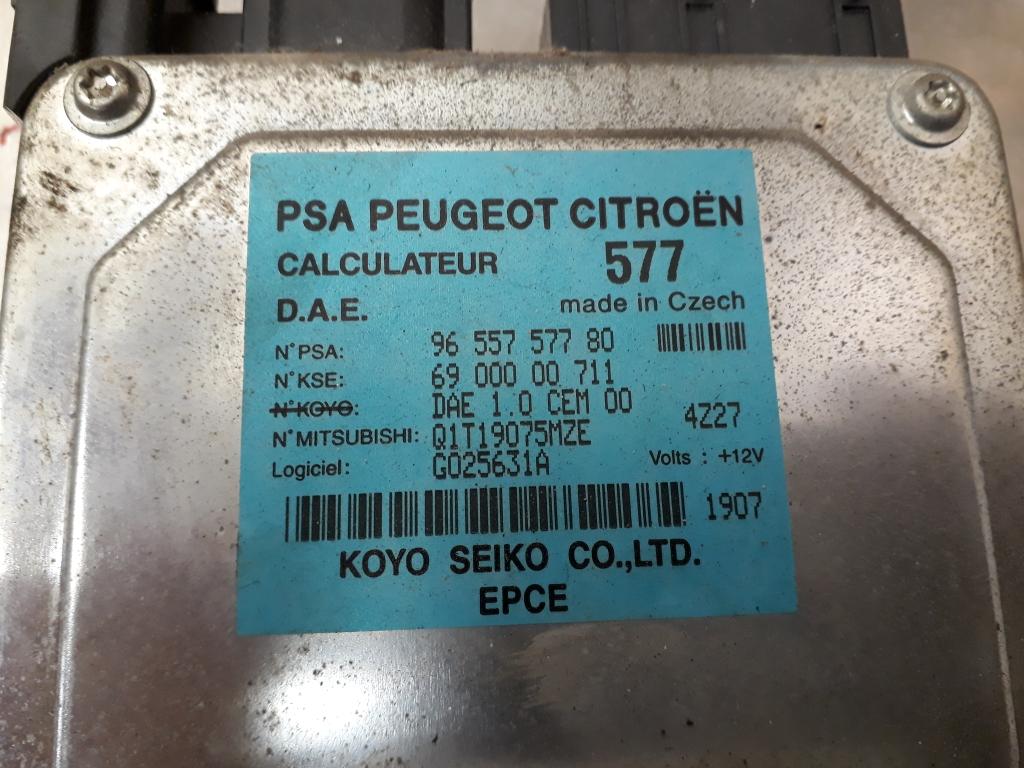 PSA PEUGEOT CITROËN
CALCULATEUR 577
D.A.E. made in Czech
N°PSA: 96 557 577 80
N°KSE: 69 000 00 711
N°KOYO: DAE 1.0 CEM 00
4Z27
N°MITSUBISHI: Q1T19075MZE
Logiciel: G025631A Volts : +12V
1907
KOYO SEIKO CO.,LTD.
EPCE